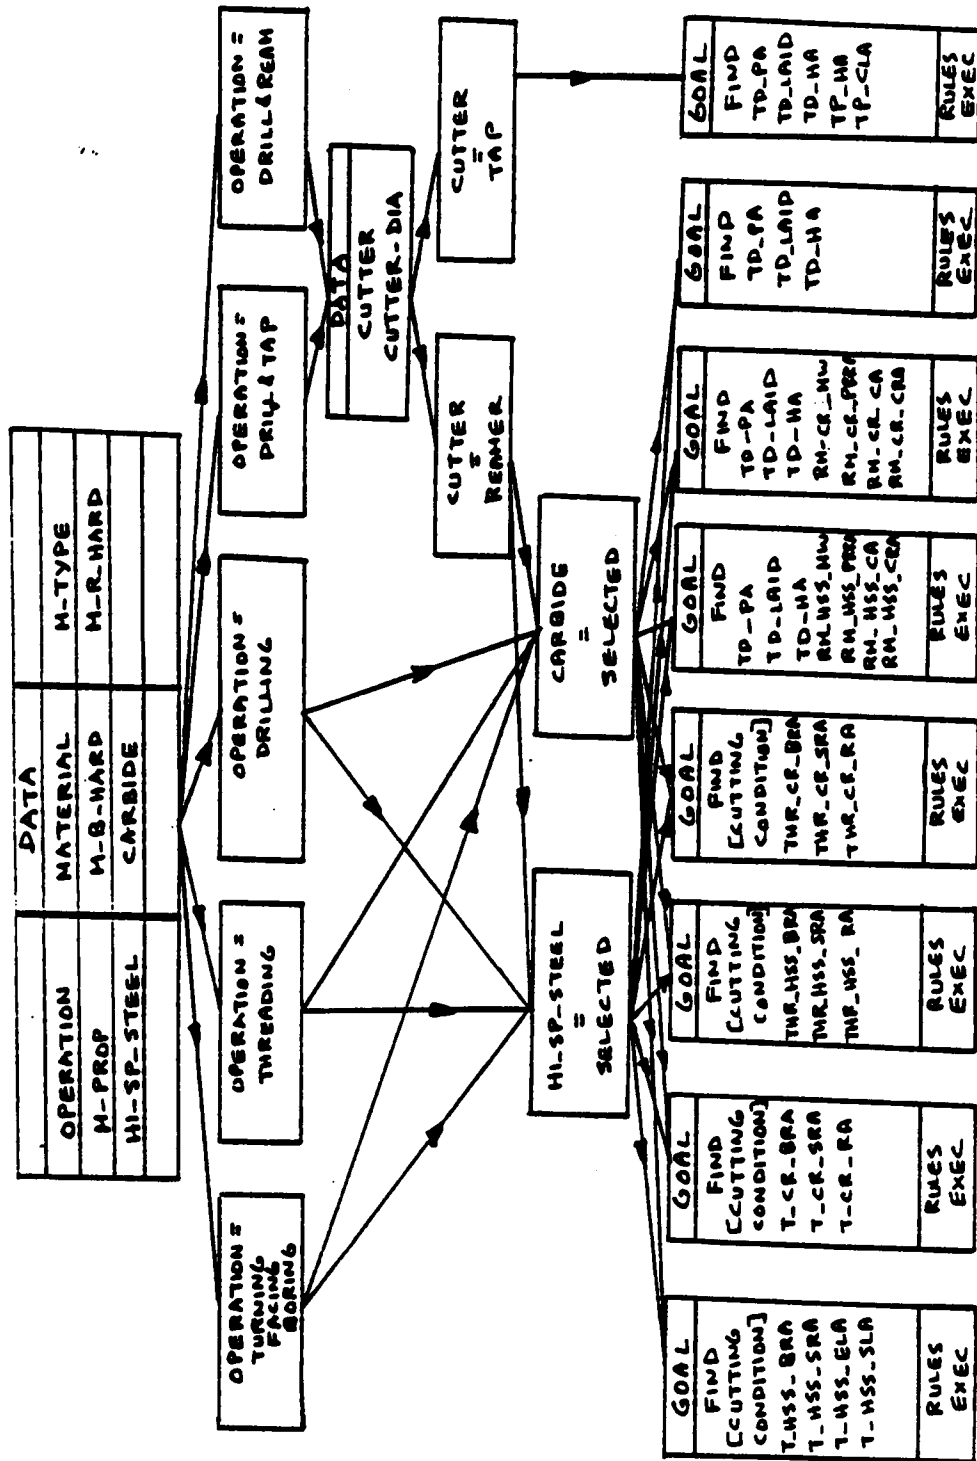 DATA
OPERATION MATERIAL M-TYPE
M-PROP M-B-HARD M-R-HARD
HI-SP-STEEL CARBIDE
OPERATION =
TURNING
FACING
BORING
OPERATION =
THREADING
OPERATION =
DRILLING
OPERATION =
DRILL & TAP
OPERATION =
DRILL & REAM
DATA
CUTTER
CUTTER-DIA
CUTTER
=
REAMER
CUTTER
=
TAP
HI-SP-STEEL
=
SELECTED
CARBIDE
=
SELECTED
GOAL
FIND
[CUTTING
CONDITION]
T_HSS_BRA
T_HSS_SRA
T_HSS_ELA
T_HSS_SLA
RULES
EXEC
GOAL
FIND
[CUTTING
CONDITION]
T_CR_BRA
T_CR_SRA
T_CR_RA
RULES
EXEC
GOAL
FIND
[CUTTING
CONDITION]
THR_HSS_BRA
THR_HSS_SRA
THR_HSS_RA
RULES
EXEC
GOAL
FIND
[CUTTING
CONDITION]
THR_CR_BRA
THR_CR_SRA
THR_CR_RA
RULES
EXEC
GOAL
FIND
TD_PA
TD_LAID
TD_HA
RM_HSS_MW
RM_HSS_PRRA
RM_HSS_CA
RM_HSS_CRA
RULES
EXEC
GOAL
FIND
TD_PA
TD_LAID
TD_HA
RM_CR_MW
RM_CR_PRRA
RM_CR_CA
RM_CR_CRA
RULES
EXEC
GOAL
FIND
TD_PA
TD_LAID
TD_HA
RULES
EXEC
GOAL
FIND
TD_PA
TD_LAID
TD_HA
TP_HA
TP_CLA
RULES
EXEC